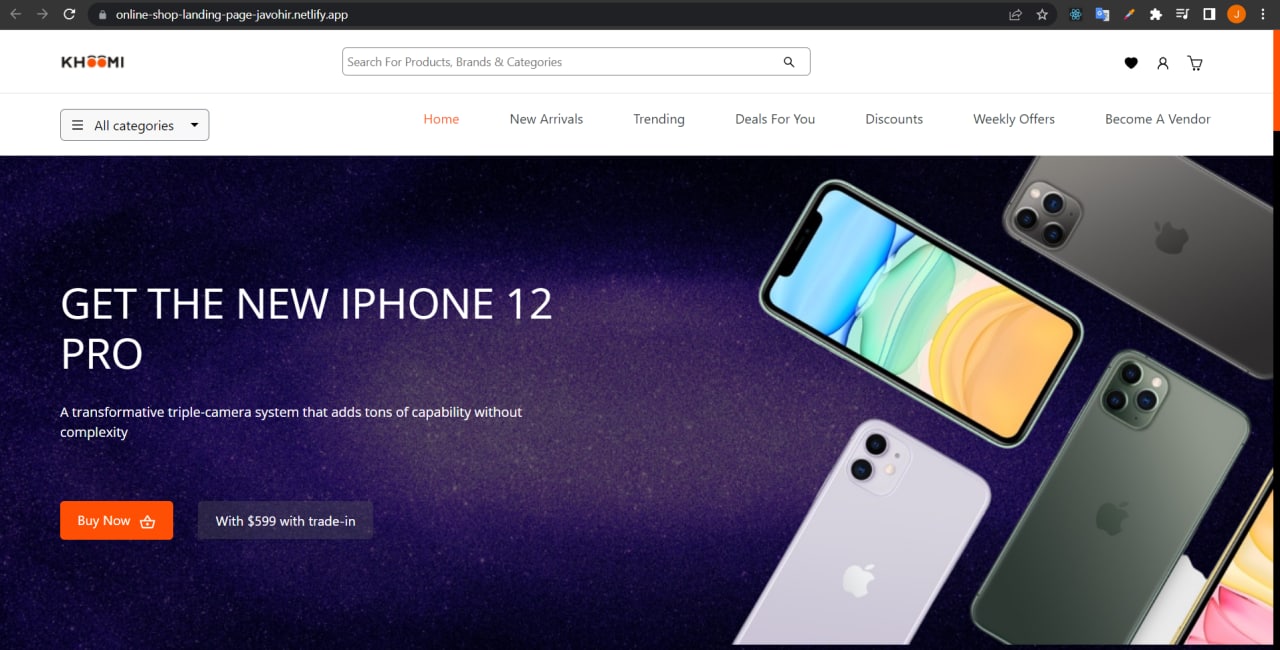 online-shop-landing-page-javohir.netlify.app
J
KHOOMI
Search For Products, Brands & Categories
All categories
Home
New Arrivals
Trending
Deals For You
Discounts
Weekly Offers
Become A Vendor
GET THE NEW IPHONE 12
PRO
A transformative triple-camera system that adds tons of capability without
complexity
Buy Now
With $599 with trade-in